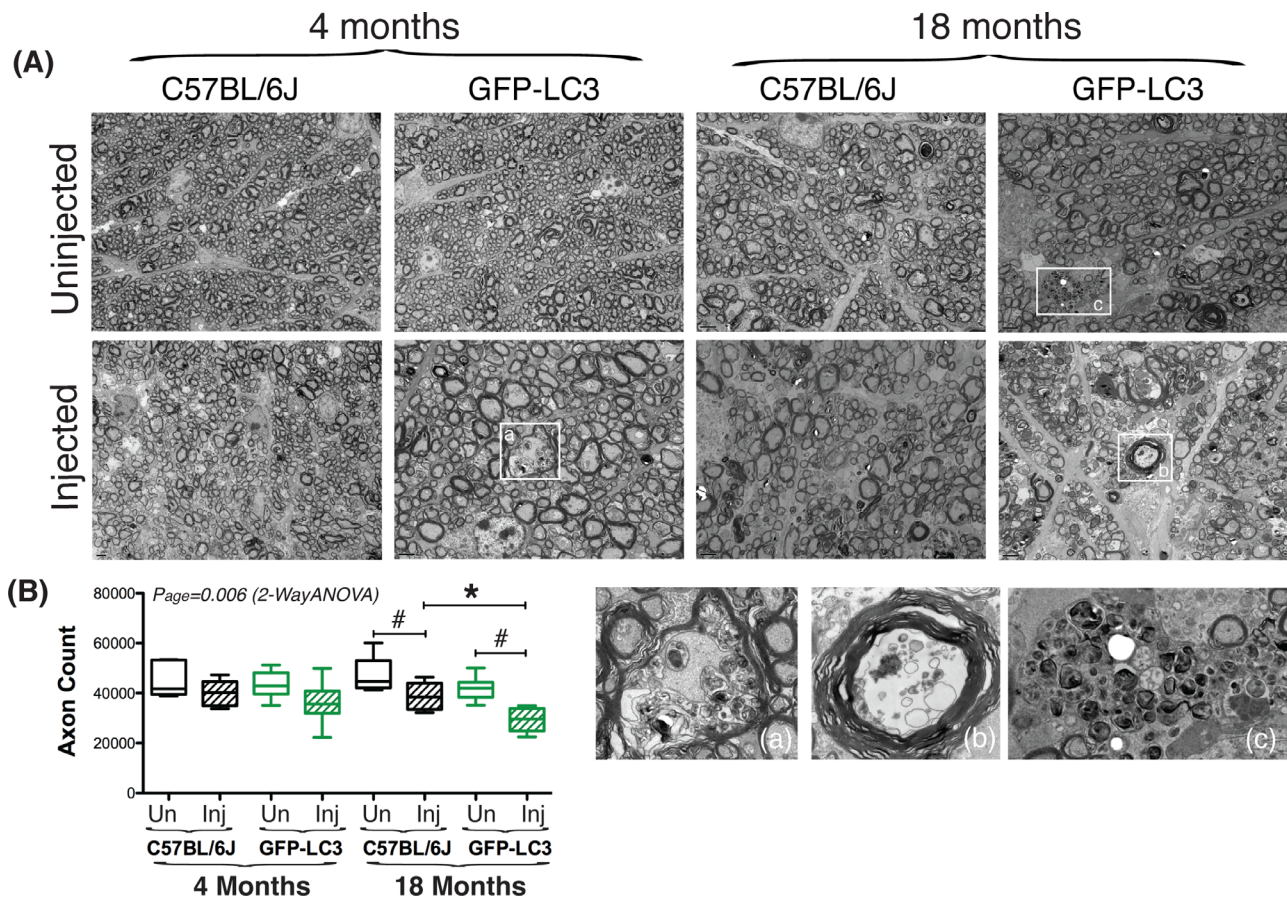 4 months 18 months
(A)
C57BL/6J GFP-LC3 C57BL/6J GFP-LC3
Uninjected
c
Injected
a
b
(B)
Page=0.006 (2-WayANOVA)
* 
# #
Axon Count
80000
60000
40000
20000
0
Un Inj Un Inj Un Inj Un Inj
C57BL/6J GFP-LC3 C57BL/6J GFP-LC3
4 Months 18 Months
(a) (b) (c)